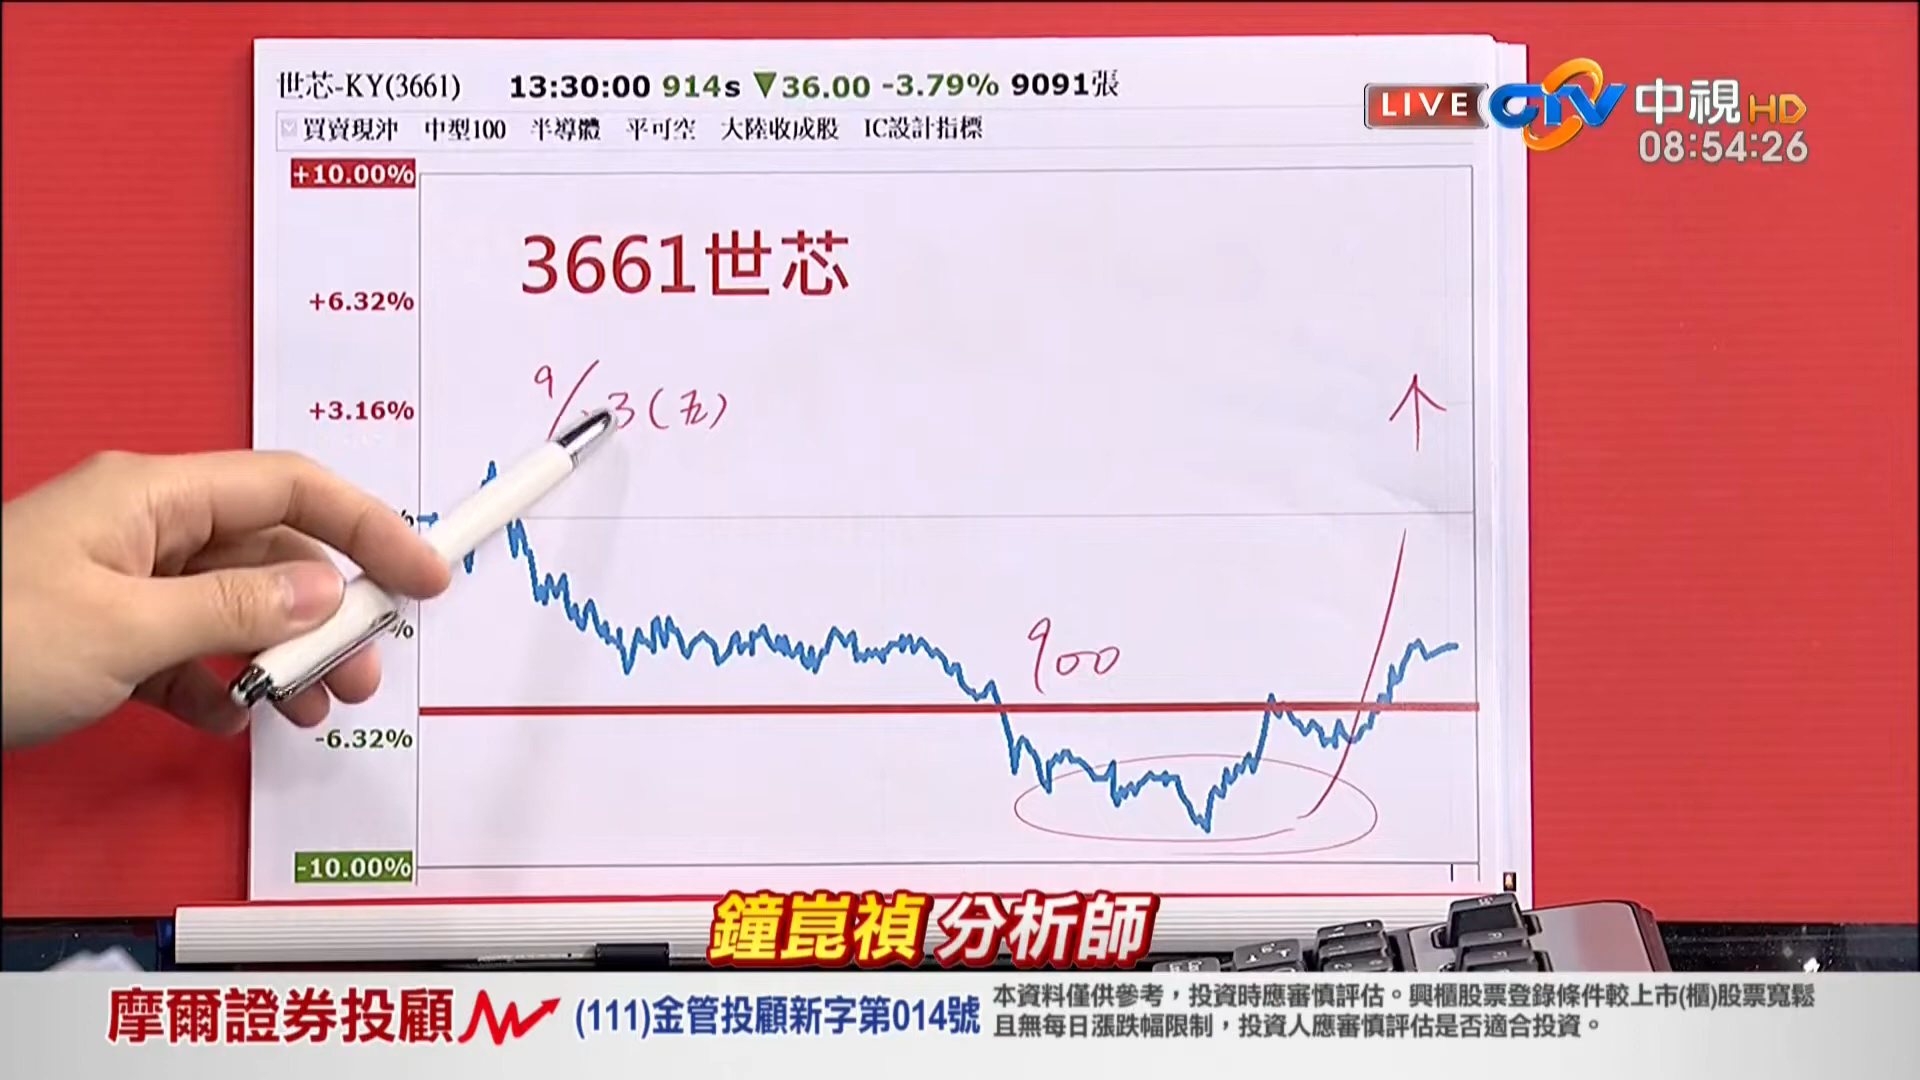 世芯-KY(3661) 13:30:00 914s ▼36.00 -3.79% 9091張
買賣現沖 中型100 半導體 平可空 大陸收成股 IC設計指標
LIVE CTV 中視HD
08:54:26
+10.00%
3661世芯
+6.32%
+3.16%
(五)
900
-6.32%
-10.00%
鐘崑禎 分析師
摩爾證券投顧
(111)金管投顧新字第014號
本資料僅供參考，投資時應審慎評估。興櫃股票登錄條件較上市(櫃)股票寬鬆
且無每日漲跌幅限制，投資人應審慎評估是否適合投資。